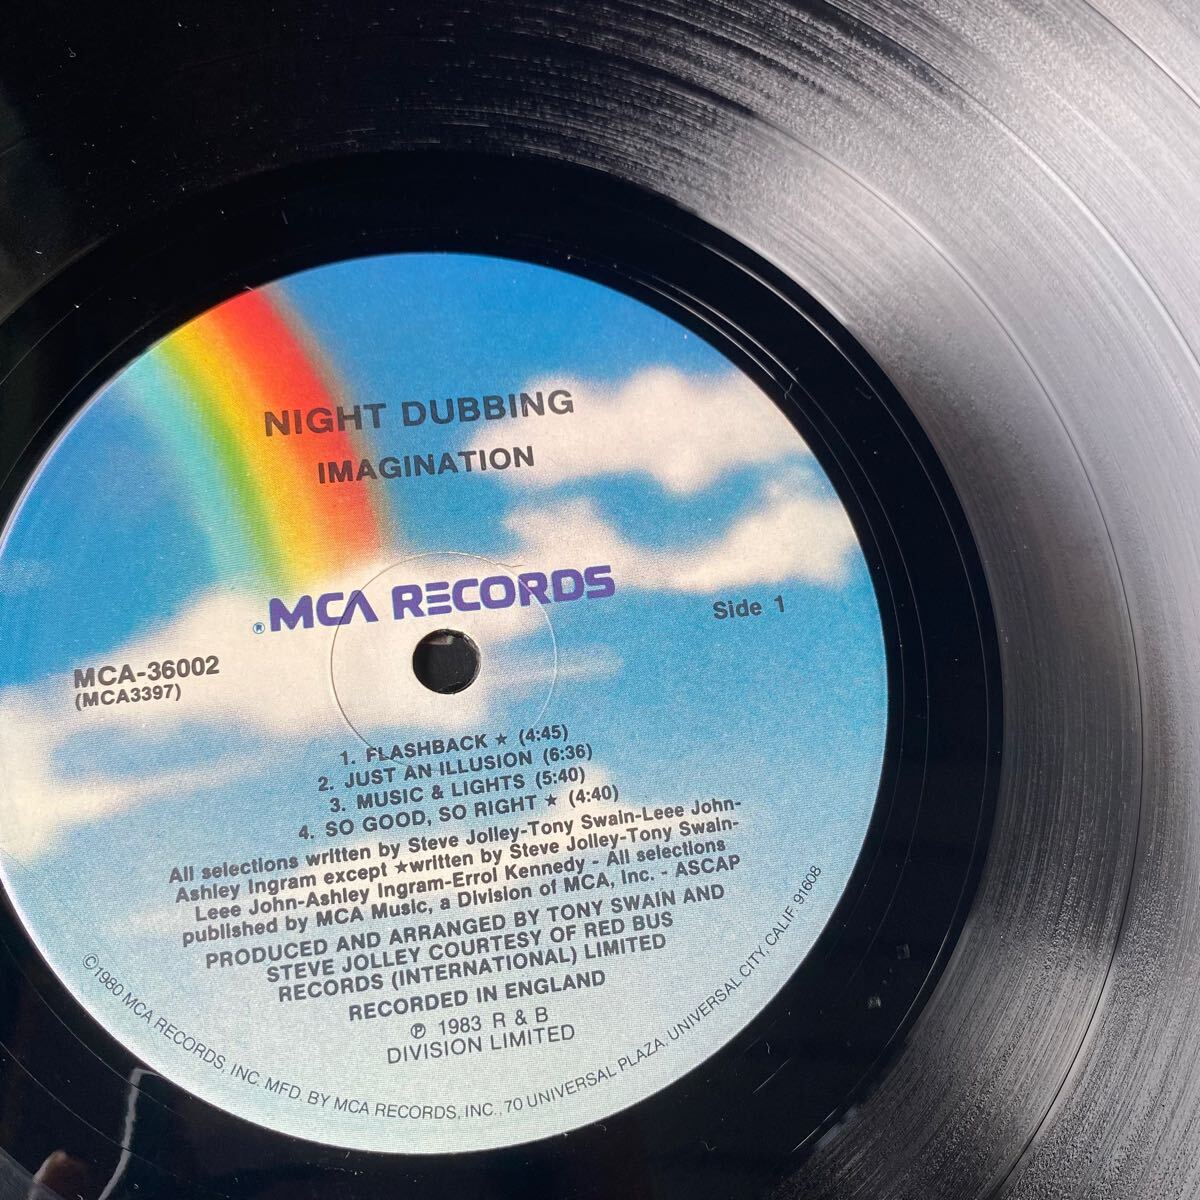 NIGHT DUBBING
IMAGINATION
®MCA RECORDS
Side 1
MCA-36002
(MCA3397)
1. FLASHBACK ★ (4:45)
2. JUST AN ILLUSION (6:36)
3. MUSIC & LIGHTS (5:40)
4. SO GOOD, SO RIGHT ★ (4:40)
All selections written by Steve Jolley-Tony Swain-Leee John-
Ashley Ingram except ★written by Steve Jolley-Tony Swain-
Leee John-Ashley Ingram-Errol Kennedy - All selections
published by MCA Music, a Division of MCA, Inc. - ASCAP
PRODUCED AND ARRANGED BY TONY SWAIN AND
STEVE JOLLEY COURTESY OF RED BUS
RECORDS (INTERNATIONAL) LIMITED
RECORDED IN ENGLAND
℗ 1983 R & B
DIVISION LIMITED
©1980 MCA RECORDS, INC. MFD. BY MCA RECORDS, INC., 70 UNIVERSAL PLAZA, UNIVERSAL CITY, CALIF. 91608